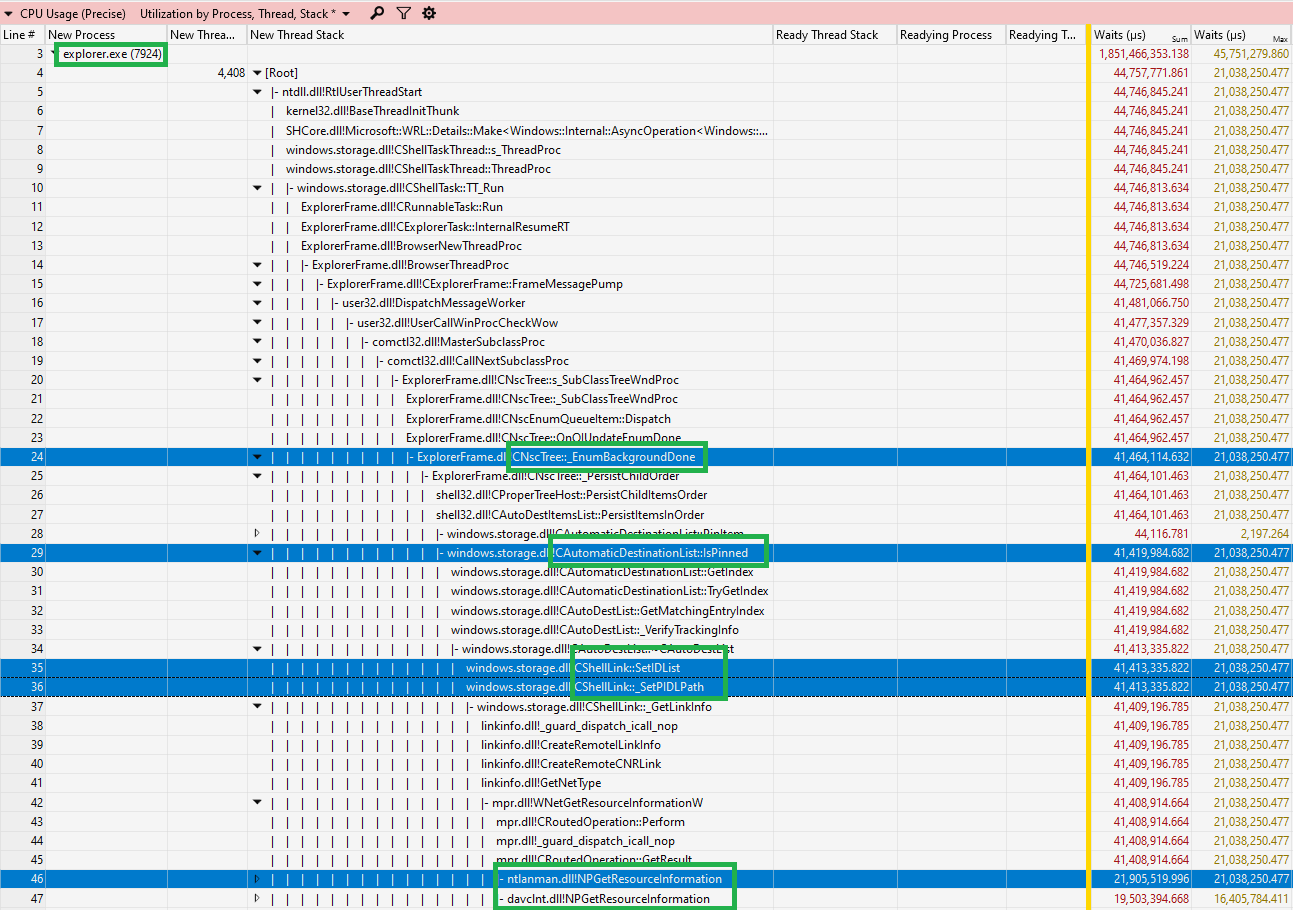 CPU Usage (Precise) Utilization by Process, Thread, Stack *
Line # New Process New Threa... New Thread Stack Ready Thread Stack Readying Process Readying T... Waits (µs) Sum Waits (µs) Max
3 explorer.exe (7924) 1,851,466,353.138 45,751,279.860
4 4,408 [Root] 44,757,771.861 21,038,250.477
5 |- ntdll.dll!RtlUserThreadStart 44,746,845.241 21,038,250.477
6 | kernel32.dll!BaseThreadInitThunk 44,746,845.241 21,038,250.477
7 | SHCore.dll!Microsoft::WRL::Details::Make<Windows::Internal::AsyncOperation<Windows::... 44,746,845.241 21,038,250.477
8 | windows.storage.dll!CShellTaskThread::s_ThreadProc 44,746,845.241 21,038,250.477
9 | windows.storage.dll!CShellTaskThread::ThreadProc 44,746,845.241 21,038,250.477
10 | |- windows.storage.dll!CShellTask::TT_Run 44,746,813.634 21,038,250.477
11 | | ExplorerFrame.dll!CRunnableTask::Run 44,746,813.634 21,038,250.477
12 | | ExplorerFrame.dll!CExplorerTask::InternalResumeRT 44,746,813.634 21,038,250.477
13 | | ExplorerFrame.dll!BrowserNewThreadProc 44,746,813.634 21,038,250.477
14 | | |- ExplorerFrame.dll!BrowserThreadProc 44,746,519.224 21,038,250.477
15 | | | |- ExplorerFrame.dll!CExplorerFrame::FrameMessagePump 44,725,681.498 21,038,250.477
16 | | | | |- user32.dll!DispatchMessageWorker 41,481,066.750 21,038,250.477
17 | | | | | |- user32.dll!UserCallWinProcCheckWow 41,477,357.329 21,038,250.477
18 | | | | | | |- comctl32.dll!MasterSubclassProc 41,470,036.827 21,038,250.477
19 | | | | | | | |- comctl32.dll!CallNextSubclassProc 41,469,974.198 21,038,250.477
20 | | | | | | | | |- ExplorerFrame.dll!CNscTree::s_SubClassTreeWndProc 41,464,962.457 21,038,250.477
21 | | | | | | | | | ExplorerFrame.dll!CNscTree::_SubClassTreeWndProc 41,464,962.457 21,038,250.477
22 | | | | | | | | | ExplorerFrame.dll!CNscEnumQueueItem::Dispatch 41,464,962.457 21,038,250.477
23 | | | | | | | | | ExplorerFrame.dll!CNscTree::OnQIUpdateEnumDone 41,464,962.457 21,038,250.477
24 | | | | | | | | | |- ExplorerFrame.dll!CNscTree::_EnumBackgroundDone 41,464,114.632 21,038,250.477
25 | | | | | | | | | | |- ExplorerFrame.dll!CNscTree::_PersistChildOrder 41,464,101.463 21,038,250.477
26 | | | | | | | | | | | shell32.dll!CProperTreeHost::PersistChildItemsOrder 41,464,101.463 21,038,250.477
27 | | | | | | | | | | | shell32.dll!CAutoDestItemsList::PersistItemsInOrder 41,464,101.463 21,038,250.477
28 | | | | | | | | | | | |- windows.storage.dll!CAutomaticDestinationList::PinItem 44,116.781 2,197.264
29 | | | | | | | | | | | |- windows.storage.dll!CAutomaticDestinationList::IsPinned 41,419,984.682 21,038,250.477
30 | | | | | | | | | | | | windows.storage.dll!CAutomaticDestinationList::GetIndex 41,419,984.682 21,038,250.477
31 | | | | | | | | | | | | windows.storage.dll!CAutomaticDestinationList::TryGetIndex 41,419,984.682 21,038,250.477
32 | | | | | | | | | | | | windows.storage.dll!CAutoDestList::GetMatchingEntryIndex 41,419,984.682 21,038,250.477
33 | | | | | | | | | | | | windows.storage.dll!CAutoDestList::_VerifyTrackingInfo 41,419,984.682 21,038,250.477
34 | | | | | | | | | | | | |- windows.storage.dll!CAutoDestList::~CAutoDestList 41,413,335.822 21,038,250.477
35 | | | | | | | | | | | | | windows.storage.dll!CShellLink::SetIDList 41,413,335.822 21,038,250.477
36 | | | | | | | | | | | | | windows.storage.dll!CShellLink::_SetPIDLPath 41,413,335.822 21,038,250.477
37 | | | | | | | | | | | | | |- windows.storage.dll!CShellLink::_GetLinkInfo 41,409,196.785 21,038,250.477
38 | | | | | | | | | | | | | | linkinfo.dll!_guard_dispatch_icall_nop 41,409,196.785 21,038,250.477
39 | | | | | | | | | | | | | | linkinfo.dll!CreateRemoteILinkInfo 41,409,196.785 21,038,250.477
40 | | | | | | | | | | | | | | linkinfo.dll!CreateRemoteCNRLink 41,409,196.785 21,038,250.477
41 | | | | | | | | | | | | | | linkinfo.dll!GetNetType 41,409,196.785 21,038,250.477
42 | | | | | | | | | | | | | | |- mpr.dll!WNetGetResourceInformationW 41,408,914.664 21,038,250.477
43 | | | | | | | | | | | | | | | mpr.dll!CRoutedOperation::Perform 41,408,914.664 21,038,250.477
44 | | | | | | | | | | | | | | | mpr.dll!_guard_dispatch_icall_nop 41,408,914.664 21,038,250.477
45 | | | | | | | | | | | | | | | mpr.dll!CRoutedOperation::GetResult 41,408,914.664 21,038,250.477
46 | | | | | | | | | | | | | | | |- ntlanman.dll!NPGetResourceInformation 21,905,519.996 21,038,250.477
47 | | | | | | | | | | | | | | | |- davclnt.dll!NPGetResourceInformation 19,503,394.668 16,405,784.411